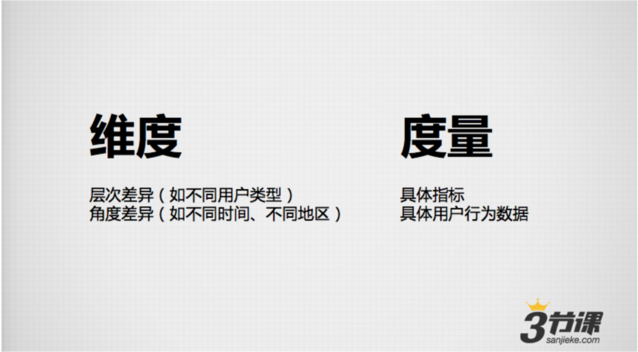 维度
层次差异（如不同用户类型）
角度差异（如不同时间、不同地区）
度量
具体指标
具体用户行为数据
3节课
sanjieke.com